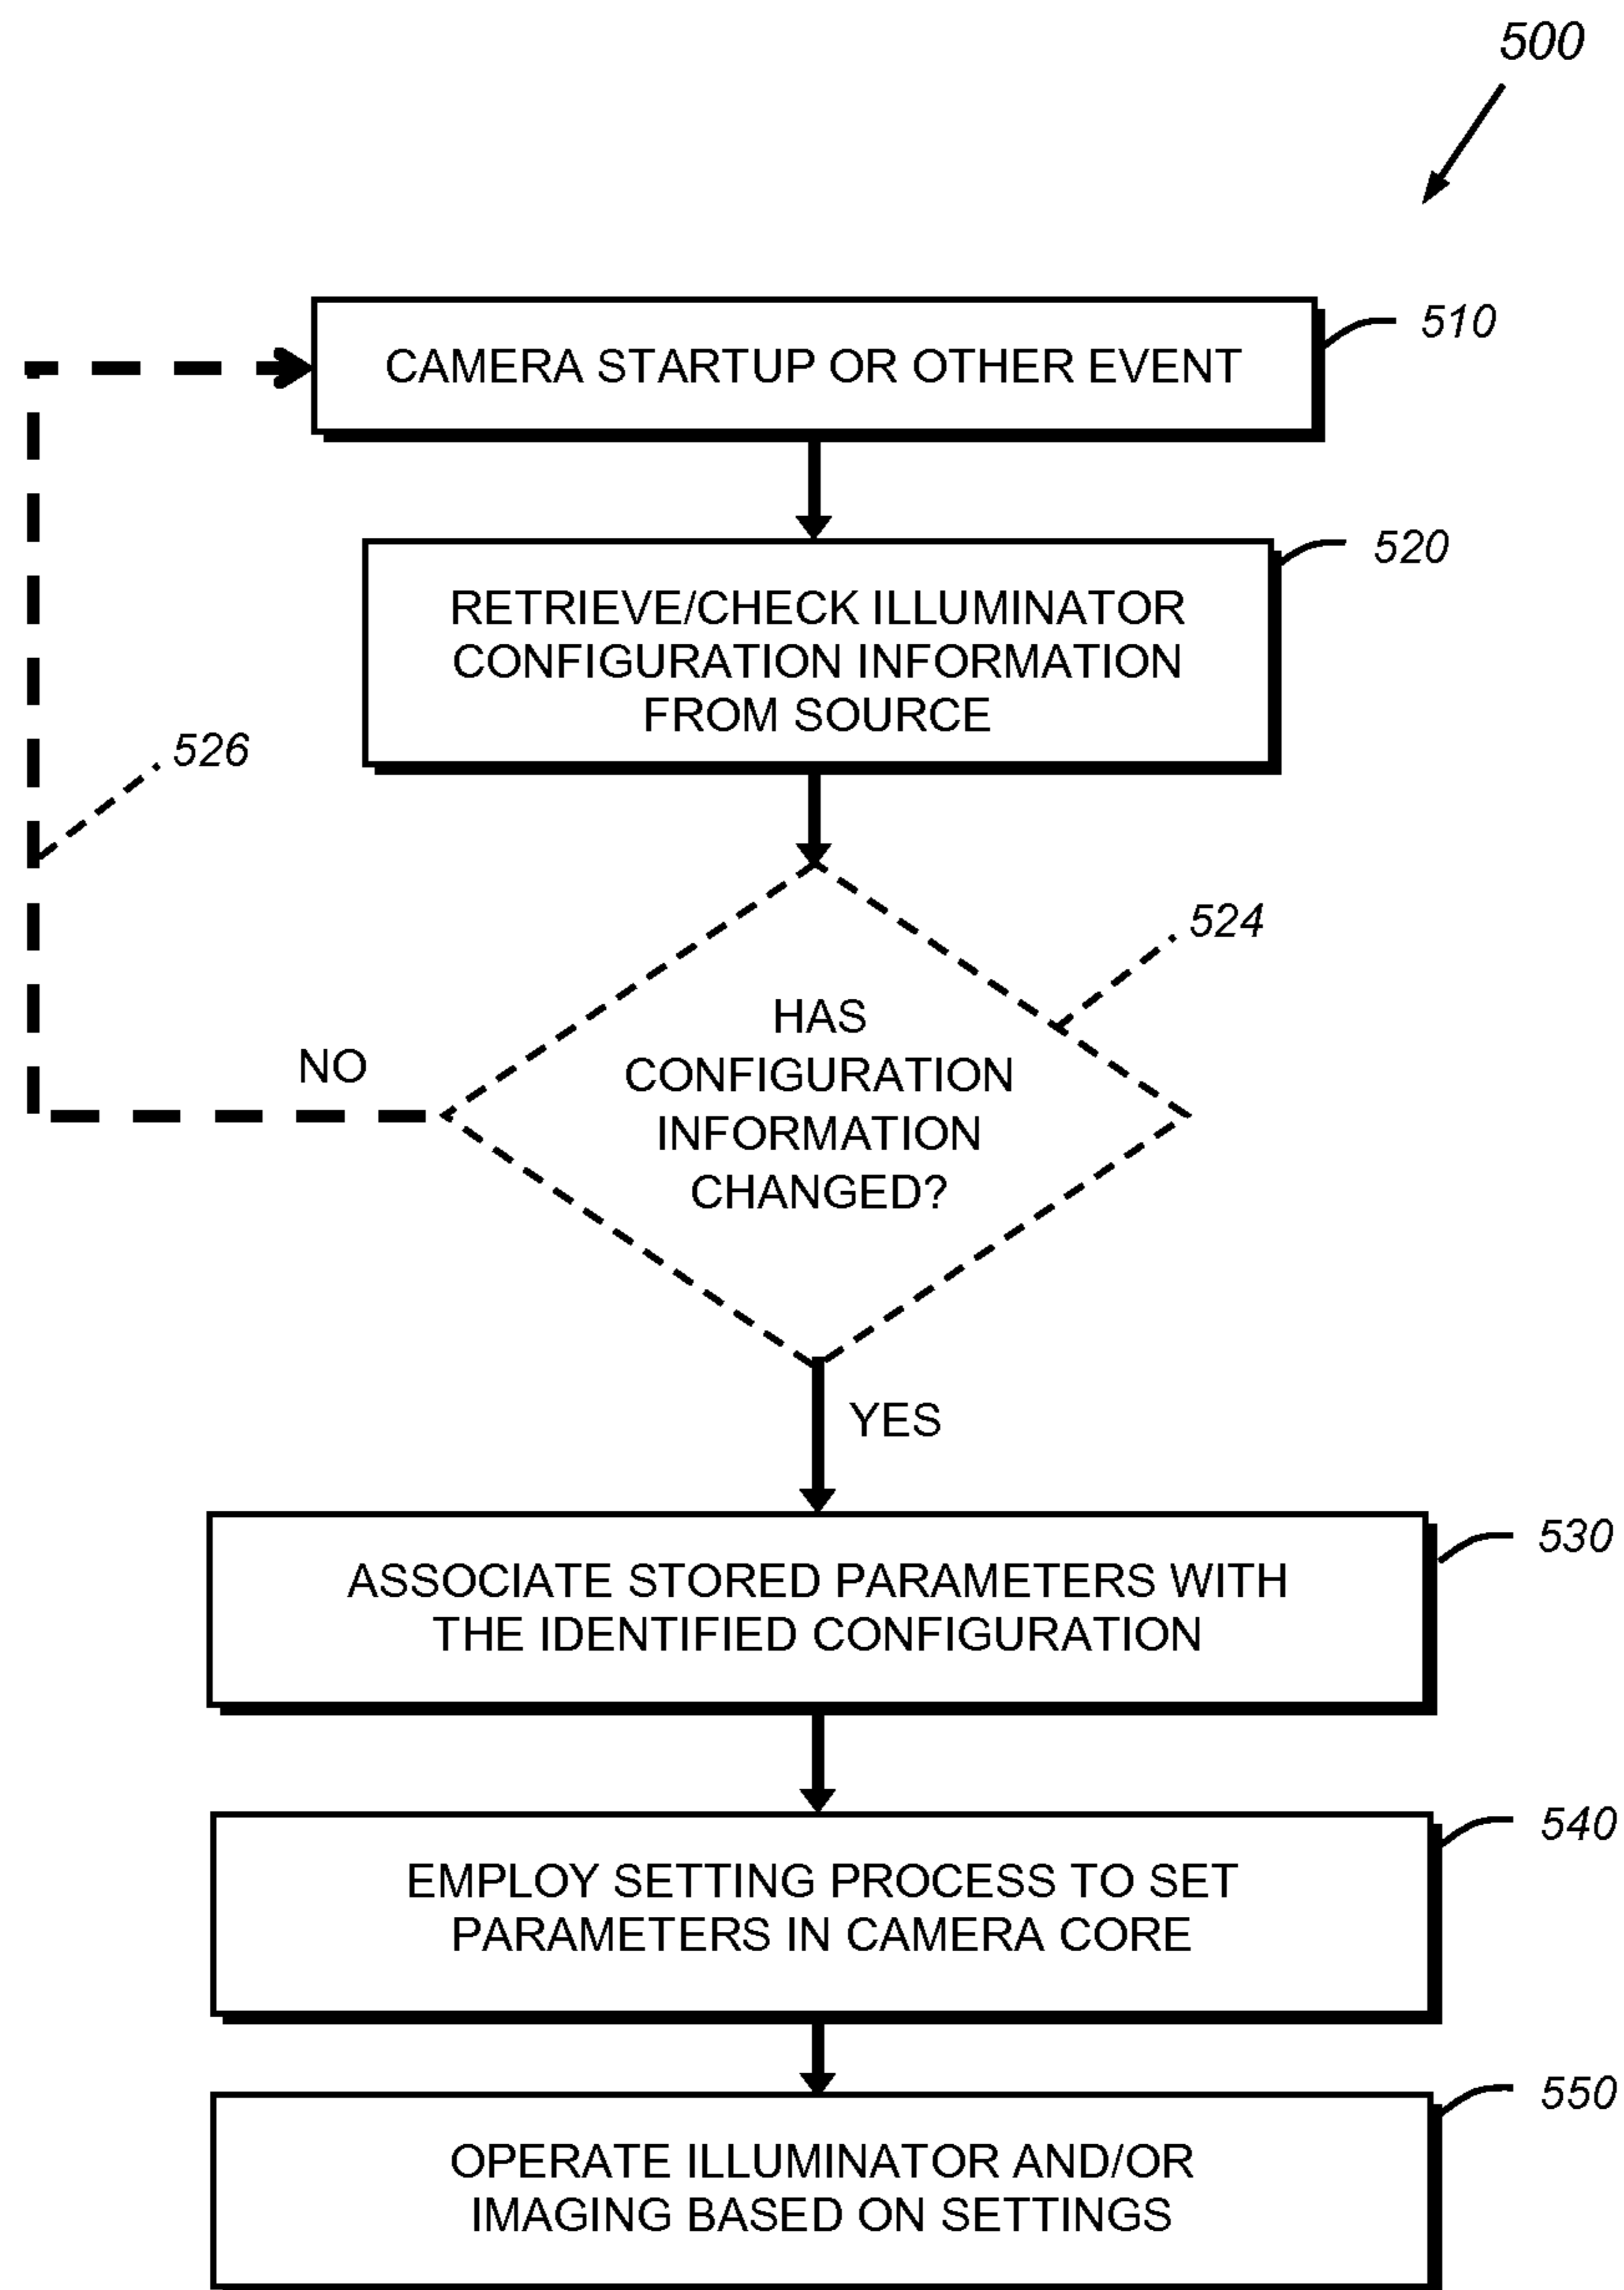 500
CAMERA STARTUP OR OTHER EVENT
510
RETRIEVE/CHECK ILLUMINATOR
CONFIGURATION INFORMATION
FROM SOURCE
520
526
524
HAS
CONFIGURATION
INFORMATION
CHANGED?
NO
YES
ASSOCIATE STORED PARAMETERS WITH
THE IDENTIFIED CONFIGURATION
530
EMPLOY SETTING PROCESS TO SET
PARAMETERS IN CAMERA CORE
540
OPERATE ILLUMINATOR AND/OR
IMAGING BASED ON SETTINGS
550